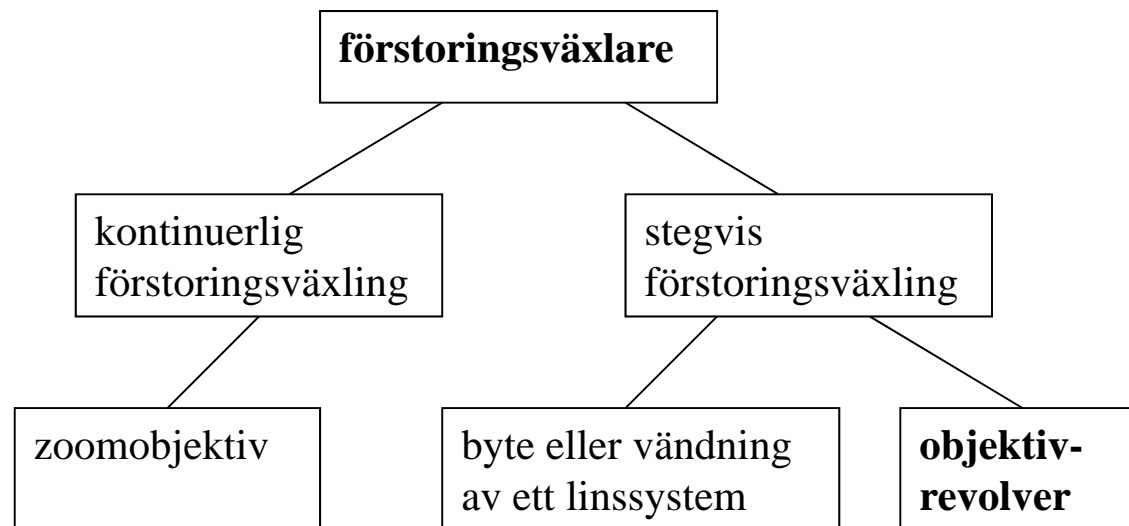 förstoringsväxlare
kontinuerlig
förstoringsväxling
stegvis
förstoringsväxling
zoomobjektiv
byte eller vändning
av ett linssystem
objektiv-
revolver